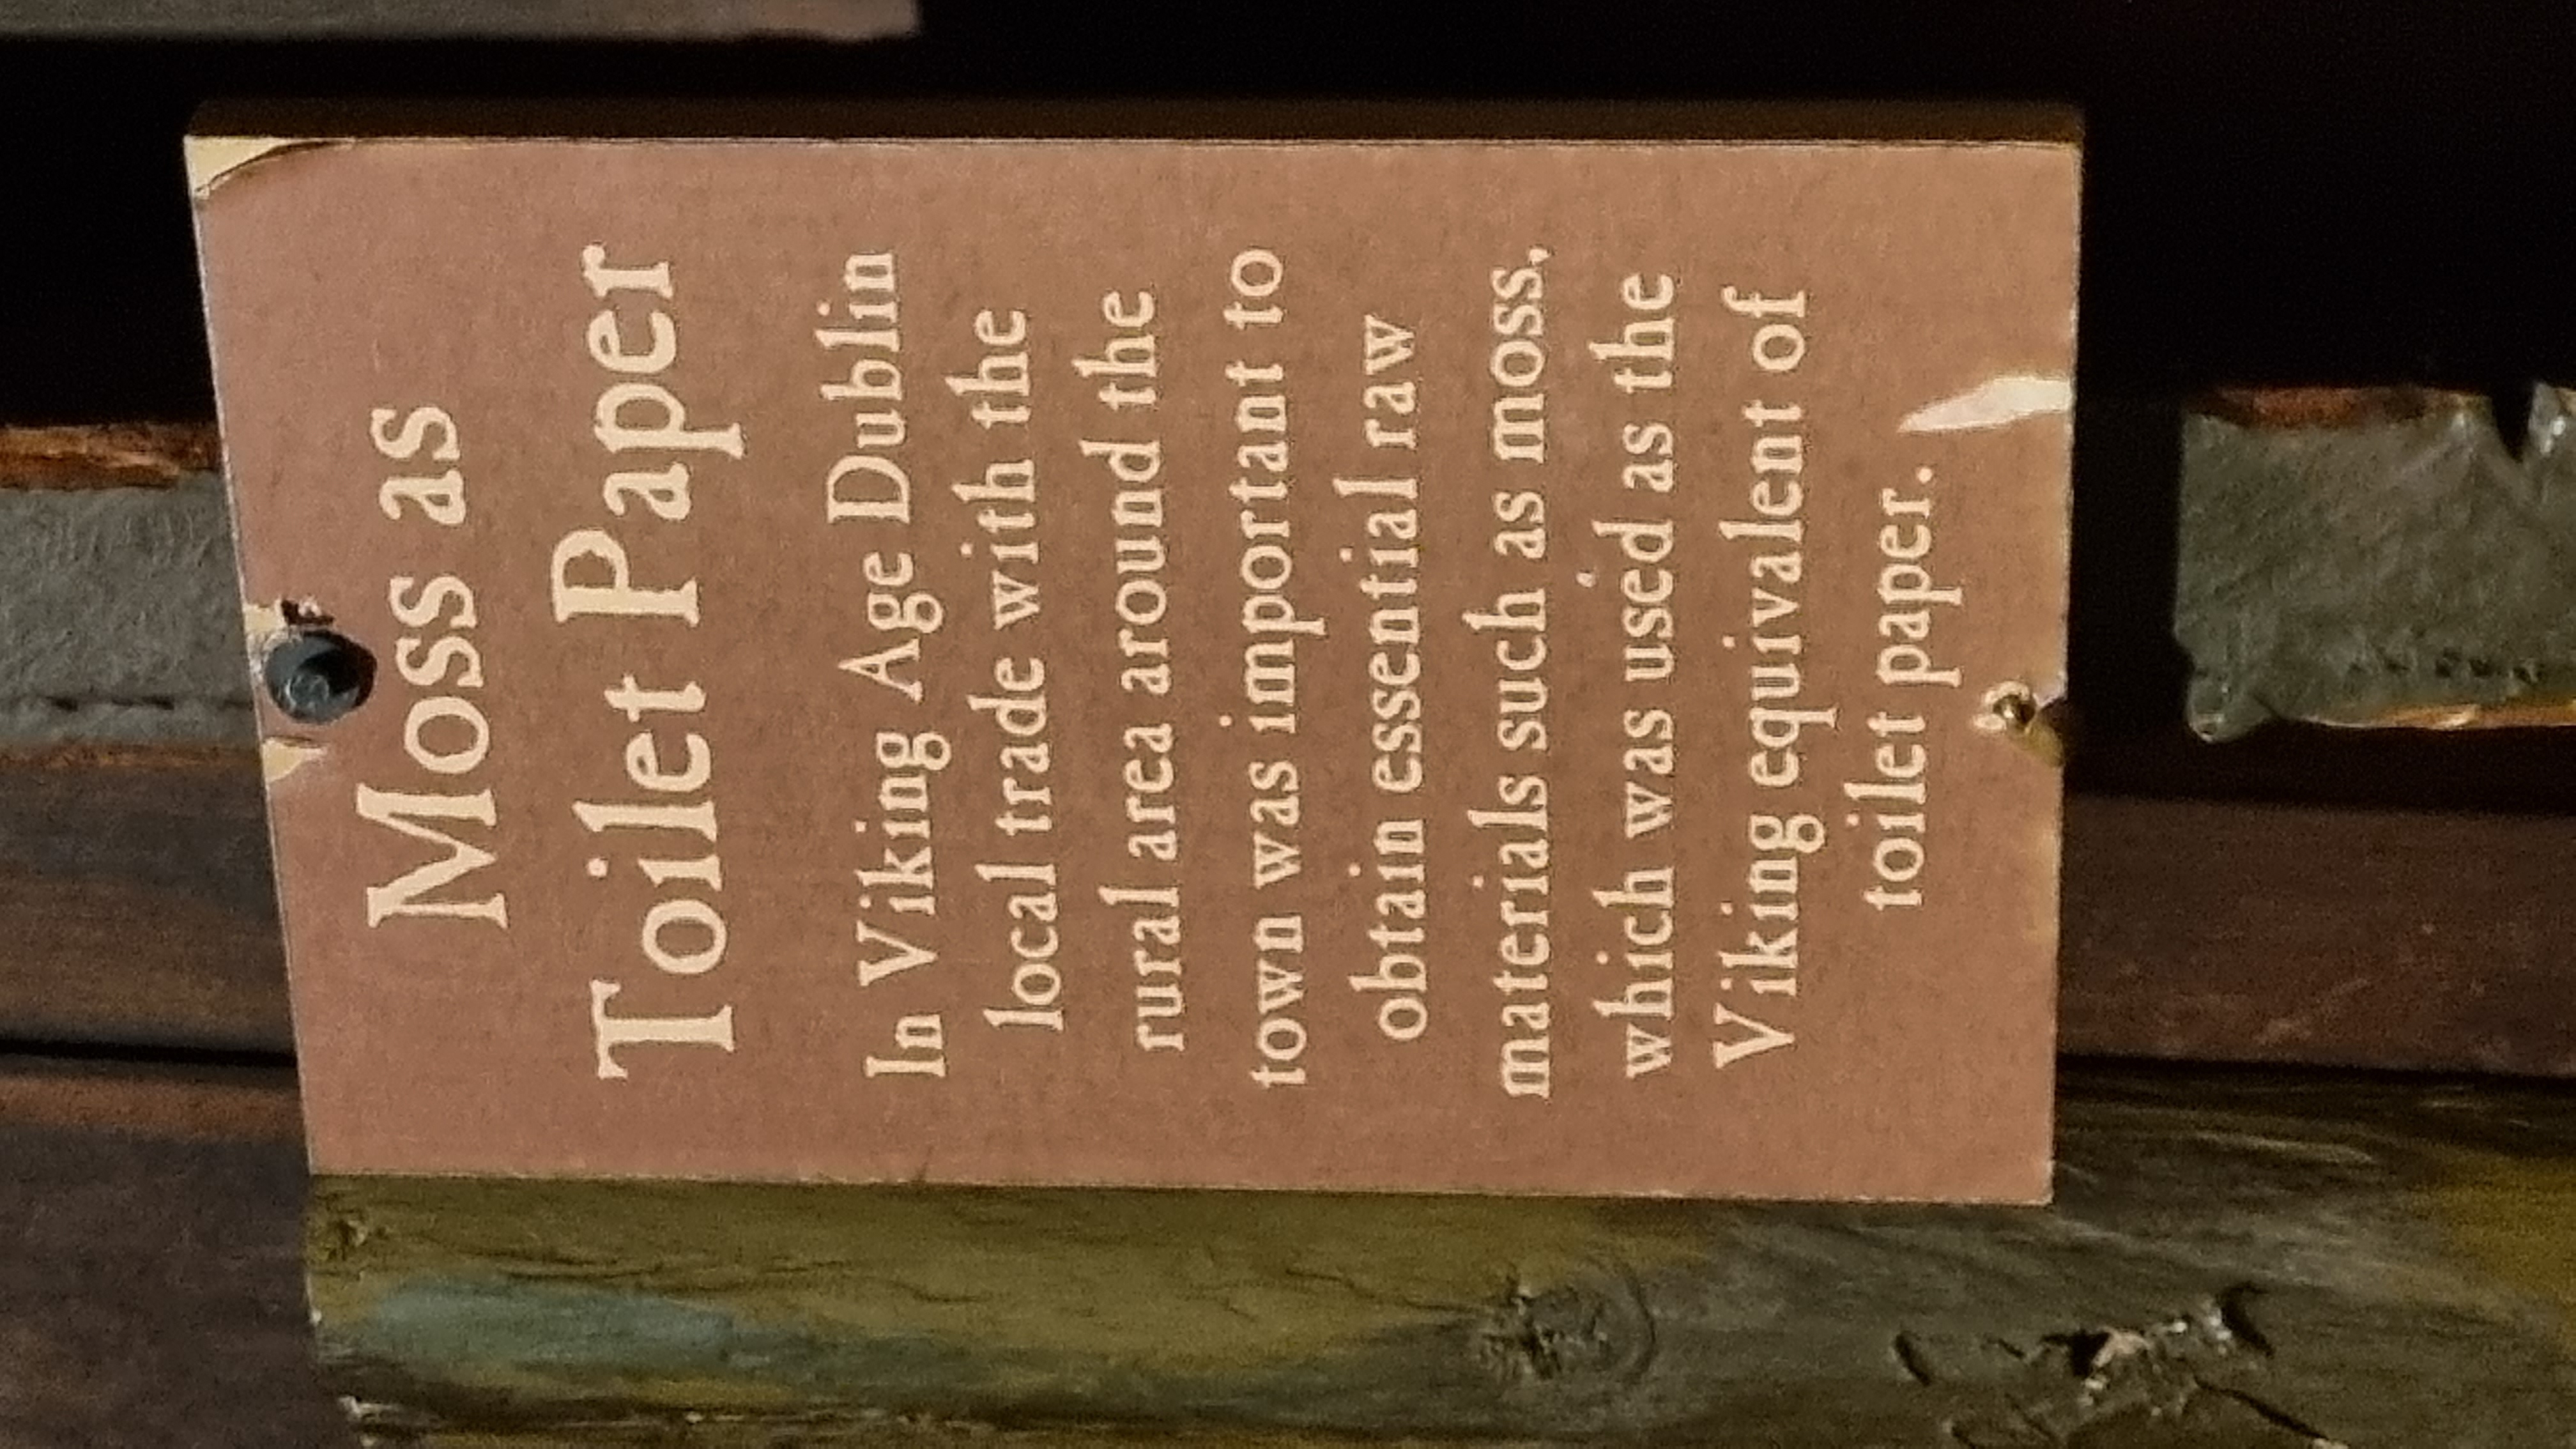 Moss as
Toilet Paper
In Viking Age Dublin
local trade with the
rural area around the
town was important to
obtain essential raw
materials such as moss,
which was used as the
Viking equivalent of
toilet paper.